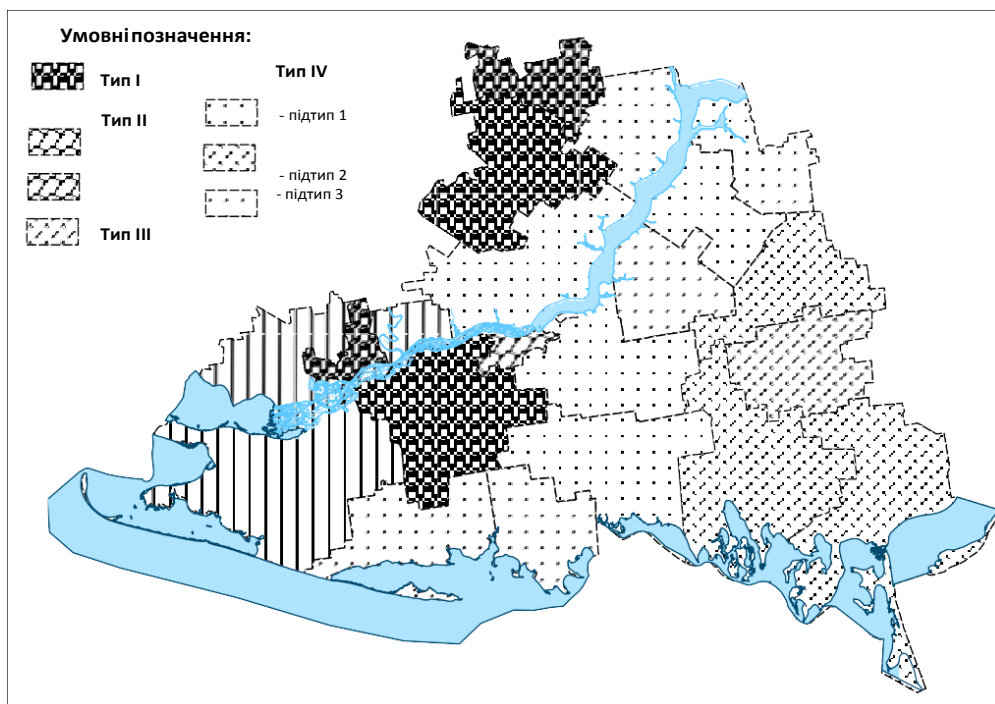 Умовні позначення:
Тип I
Тип II
Тип III
Тип IV
- підтип 1
- підтип 2
- підтип 3